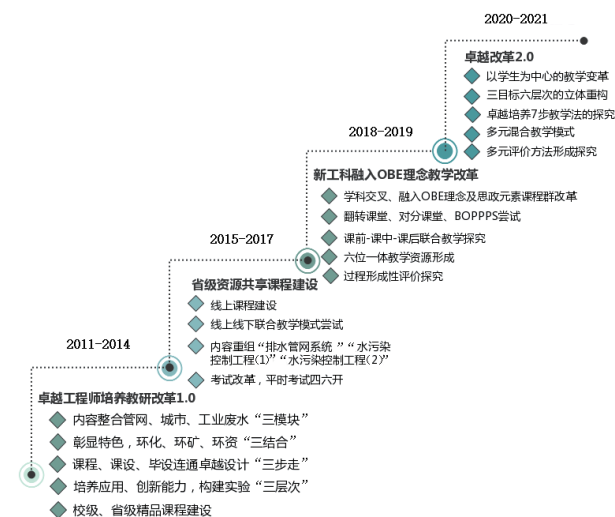 2020-2021
卓越改革2.0
以学生为中心的教学变革
三目标六层次的立体重构
卓越培养7步教学法的探究
多元混合教学模式
多元评价方法形成探究
2018-2019
新工科融入OBE理念教学改革
学科交叉、融入OBE理念及思政元素课程群改革
翻转课堂、对分课堂、BOPPPS尝试
课前-课中-课后联合教学探究
六位一体教学资源形成
过程形成性评价探究
2015-2017
省级资源共享课程建设
线上课程建设
线上线下联合教学模式尝试
内容重组“排水管网系统 ”“水污染
控制工程(1)”“水污染控制工程(2)”
考试改革，平时考试四六开
2011-2014
卓越工程师培养教研改革1.0
内容整合管网、城市、工业废水“三模块”
彰显特色，环化、环矿、环资“三结合”
课程、课设、毕设连通卓越设计“三步走”
培养应用、创新能力，构建实验“三层次”
校级、省级精品课程建设